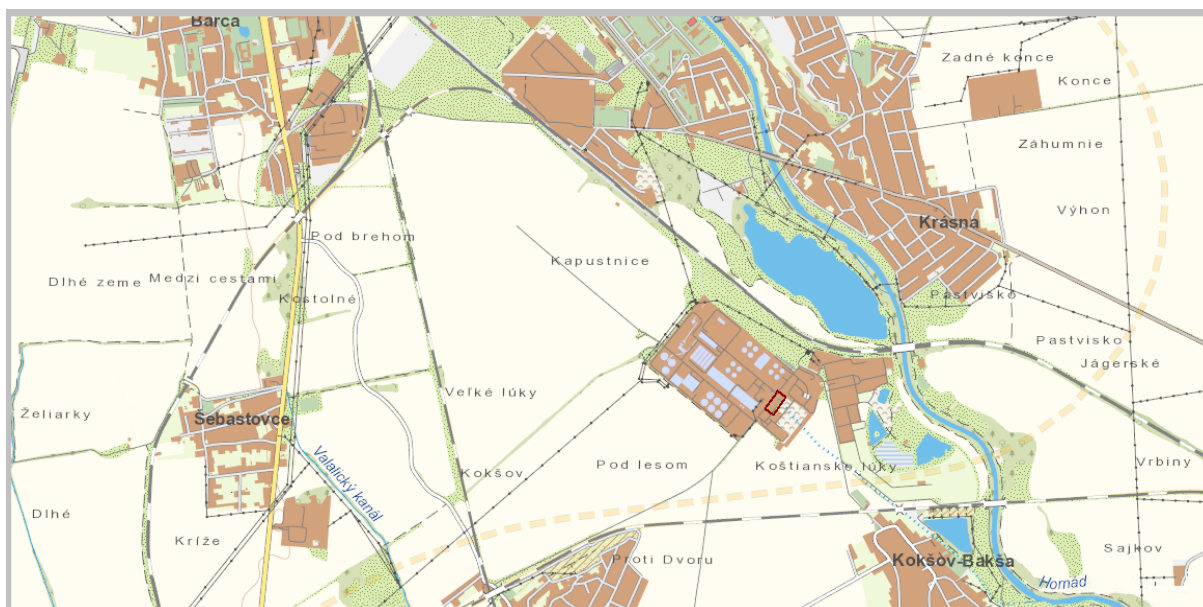 Barca
Zadné konce
Konce
Záhumnie
Výhon
Krásna
Pod brehom
Kapustnice
Dlhé zeme
Medzi cestami
Kostolné
Pastvisko
Pastvisko
Jágerské
Veľké lúky
Želiarky
Šebastovce
Valalický kanál
Kokšov
Pod lesom
Koštianske lúky
Vrbiny
Dlhé
Kríže
Proti Dvoru
Kokšov-Bakša
Sajkov
Hornád